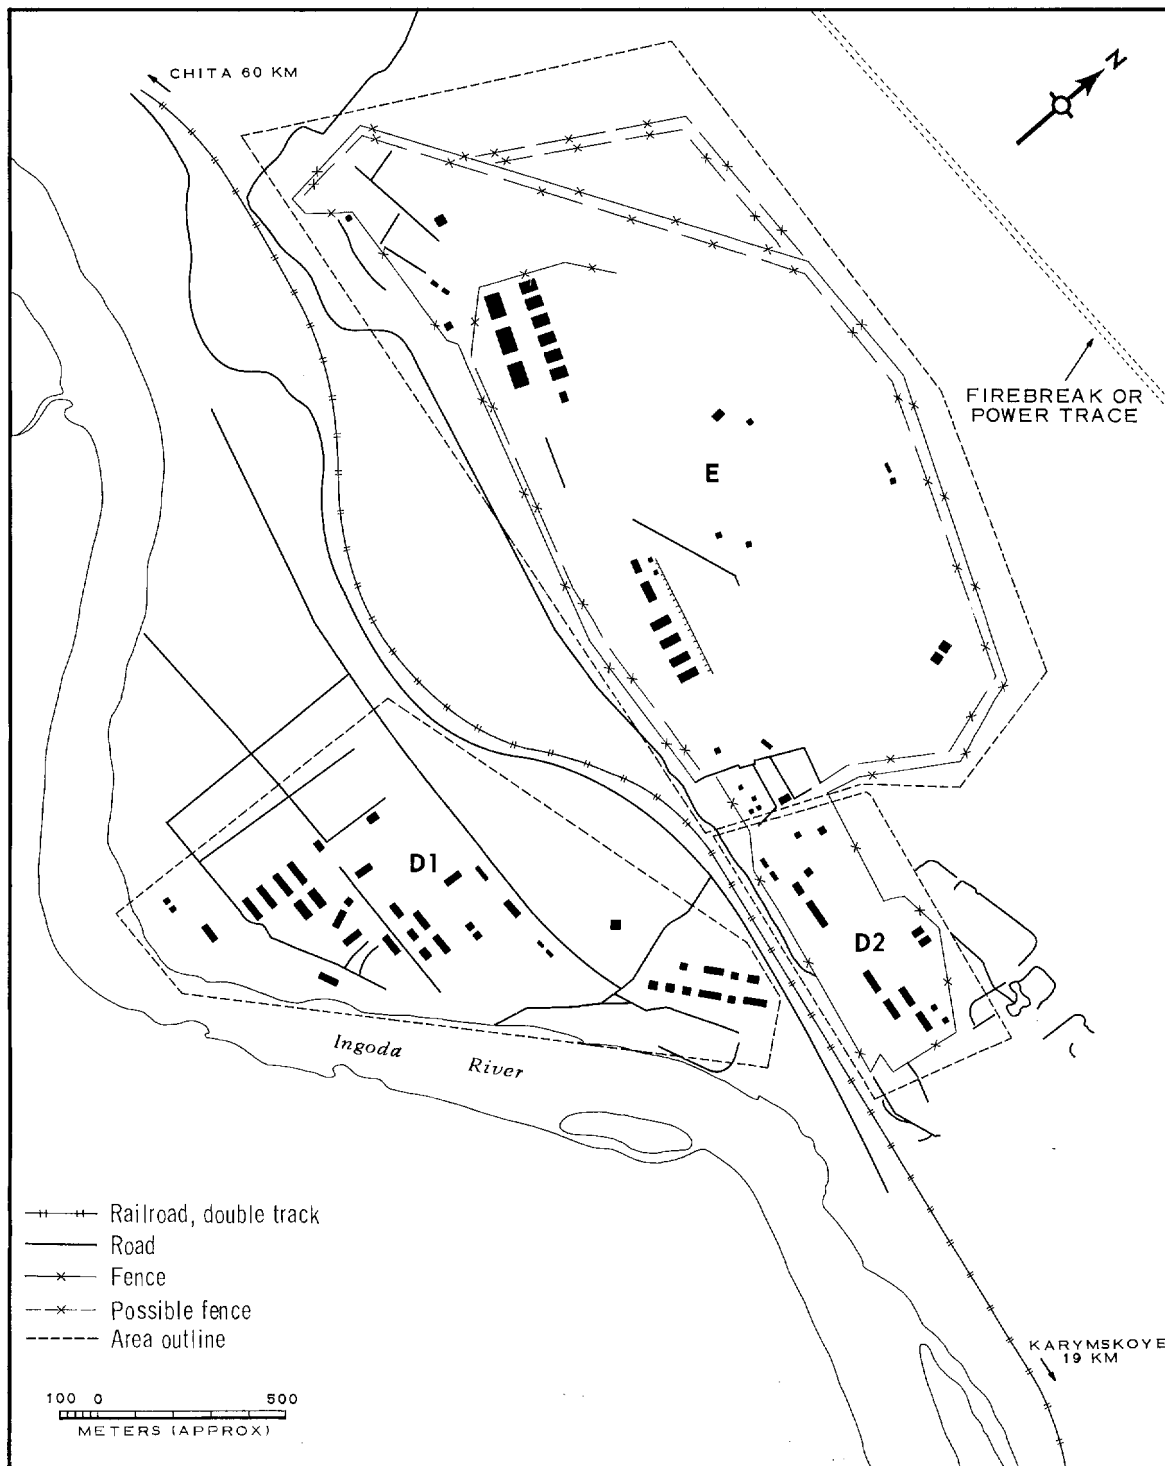 CHITA 60 KM
N
FIREBREAK OR
POWER TRACE
E
D1
D2
Ingoda River
Railroad, double track
Road
Fence
Possible fence
Area outline
KARYMSKOYE
19 KM
100 0 500
METERS (APPROX)